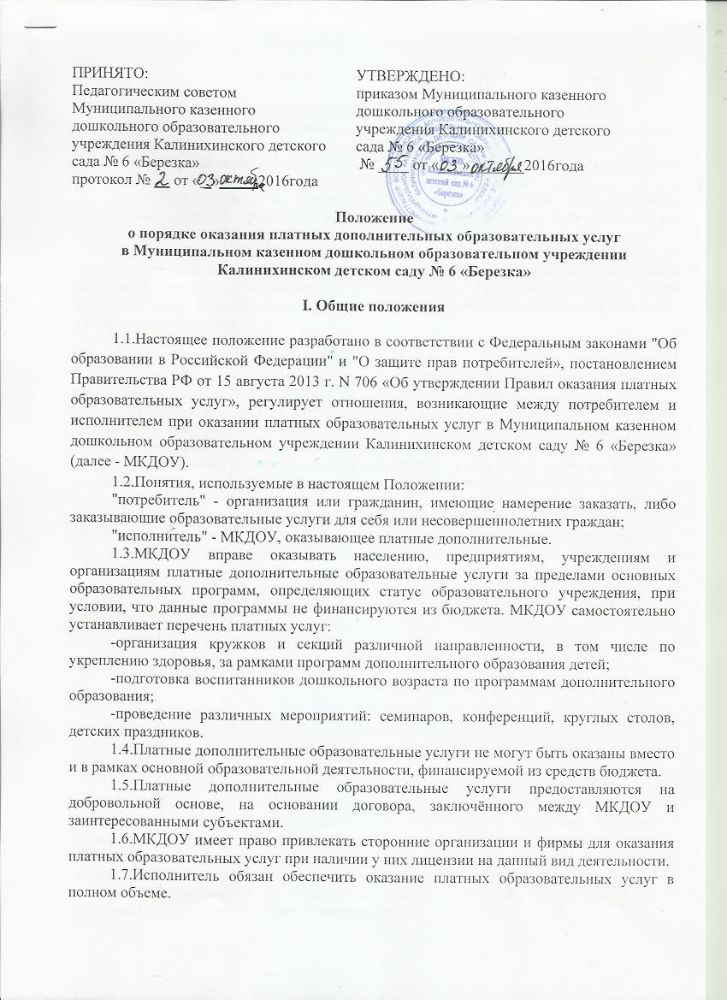 ПРИНЯТО:
Педагогическим советом
Муниципального казенного
дошкольного образовательного
учреждения Калинихинского детского
сада № 6 «Березка»
протокол № 2 от «03» октября 2016года
УТВЕРЖДЕНО:
приказом Муниципального казенного
дошкольного образовательного
учреждения Калинихинского детского
сада № 6 «Березка»
№ 55 от «03» октября 2016года
детский сад № 6
«Березка»
Положение
о порядке оказания платных дополнительных образовательных услуг
в Муниципальном казенном дошкольном образовательном учреждении
Калинихинском детском саду № 6 «Березка»
I. Общие положения
1.1.Настоящее положение разработано в соответствии с Федеральным законами "Об
образовании в Российской Федерации" и "О защите прав потребителей», постановлением
Правительства РФ от 15 августа 2013 г. N 706 «Об утверждении Правил оказания платных
образовательных услуг», регулирует отношения, возникающие между потребителем и
исполнителем при оказании платных образовательных услуг в Муниципальном казенном
дошкольном образовательном учреждении Калинихинском детском саду № 6 «Березка»
(далее - МКДОУ).
1.2.Понятия, используемые в настоящем Положении:
"потребитель" - организация или гражданин, имеющие намерение заказать, либо
заказывающие образовательные услуги для себя или несовершеннолетних граждан;
"исполнитель" - МКДОУ, оказывающее платные дополнительные.
1.3.МКДОУ вправе оказывать населению, предприятиям, учреждениям и
организациям платные дополнительные образовательные услуги за пределами основных
образовательных программ, определяющих статус образовательного учреждения, при
условии, что данные программы не финансируются из бюджета. МКДОУ самостоятельно
устанавливает перечень платных услуг:
-организация кружков и секций различной направленности, в том числе по
укреплению здоровья, за рамками программ дополнительного образования детей;
-подготовка воспитанников дошкольного возраста по программам дополнительного
образования;
-проведение различных мероприятий: семинаров, конференций, круглых столов,
детских праздников.
1.4.Платные дополнительные образовательные услуги не могут быть оказаны вместо
и в рамках основной образовательной деятельности, финансируемой из средств бюджета.
1.5.Платные дополнительные образовательные услуги предоставляются на
добровольной основе, на основании договора, заключённого между МКДОУ и
заинтересованными субъектами.
1.6.МКДОУ имеет право привлекать сторонние организации и фирмы для оказания
платных образовательных услуг при наличии у них лицензии на данный вид деятельности.
1.7.Исполнитель обязан обеспечить оказание платных образовательных услуг в
полном объеме.